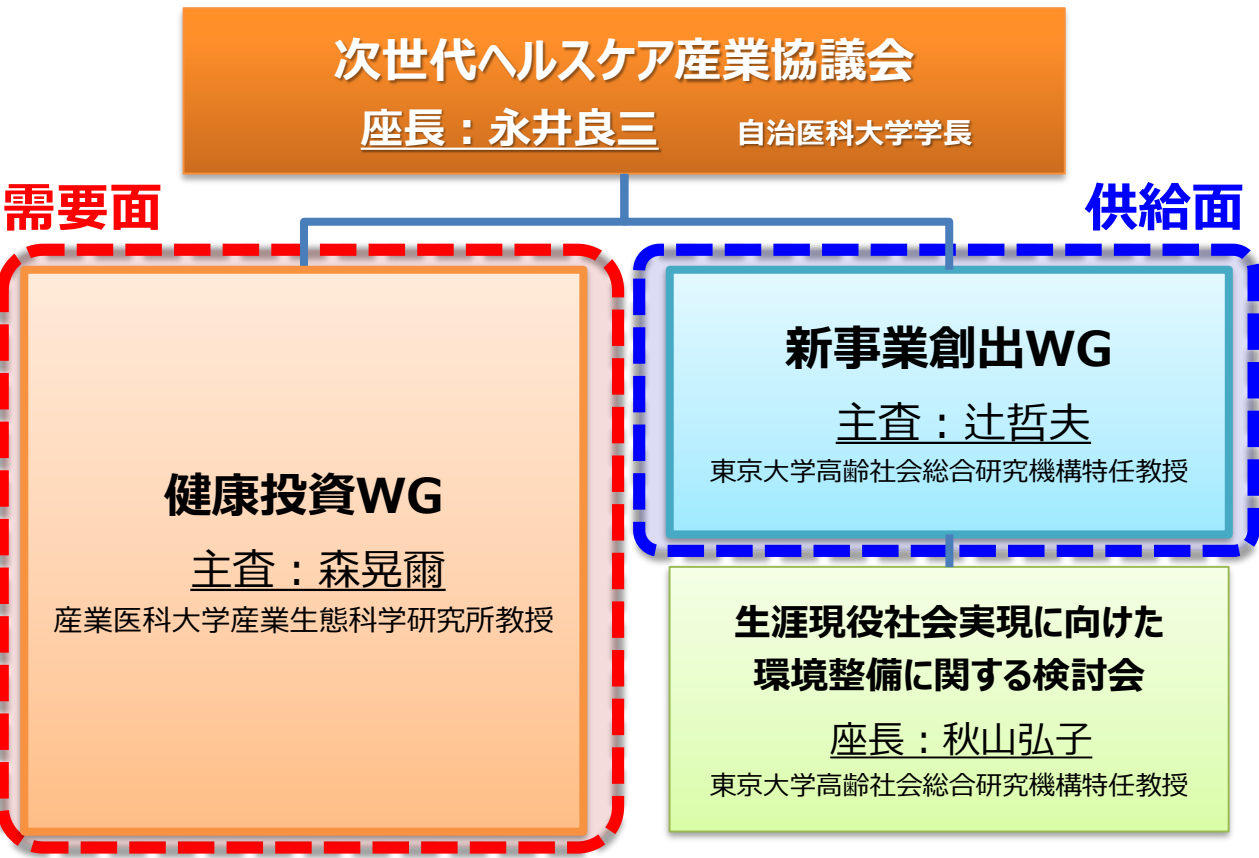 次世代ヘルスケア産業協議会
座長：永井良三 自治医科大学学長
需要面
供給面
健康投資WG
主査：森晃爾
産業医科大学産業生態科学研究所教授
新事業創出WG
主査：辻哲夫
東京大学高齢社会総合研究機構特任教授
生涯現役社会実現に向けた
環境整備に関する検討会
座長：秋山弘子
東京大学高齢社会総合研究機構特任教授